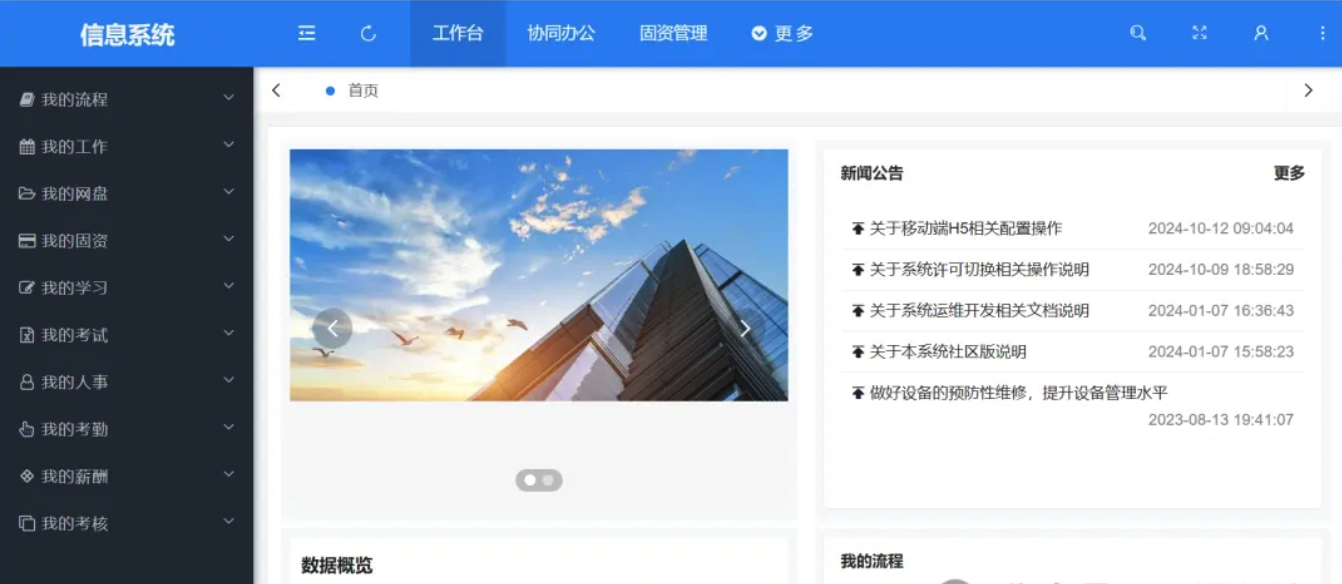 信息系统
工作台 协同办公 固资管理 更多
首页
我的流程
我的工作
我的网盘
我的固资
我的学习
我的考试
我的人事
我的考勤
我的薪酬
我的考核
新闻公告 更多
关于移动端H5相关配置操作 2024-10-12 09:04:04
关于系统许可切换相关操作说明 2024-10-09 18:58:29
关于系统运维开发相关文档说明 2024-01-07 16:36:43
关于本系统社区版说明 2024-01-07 15:58:23
做好设备的预防性维修，提升设备管理水平
2023-08-13 19:41:07
数据概览
我的流程